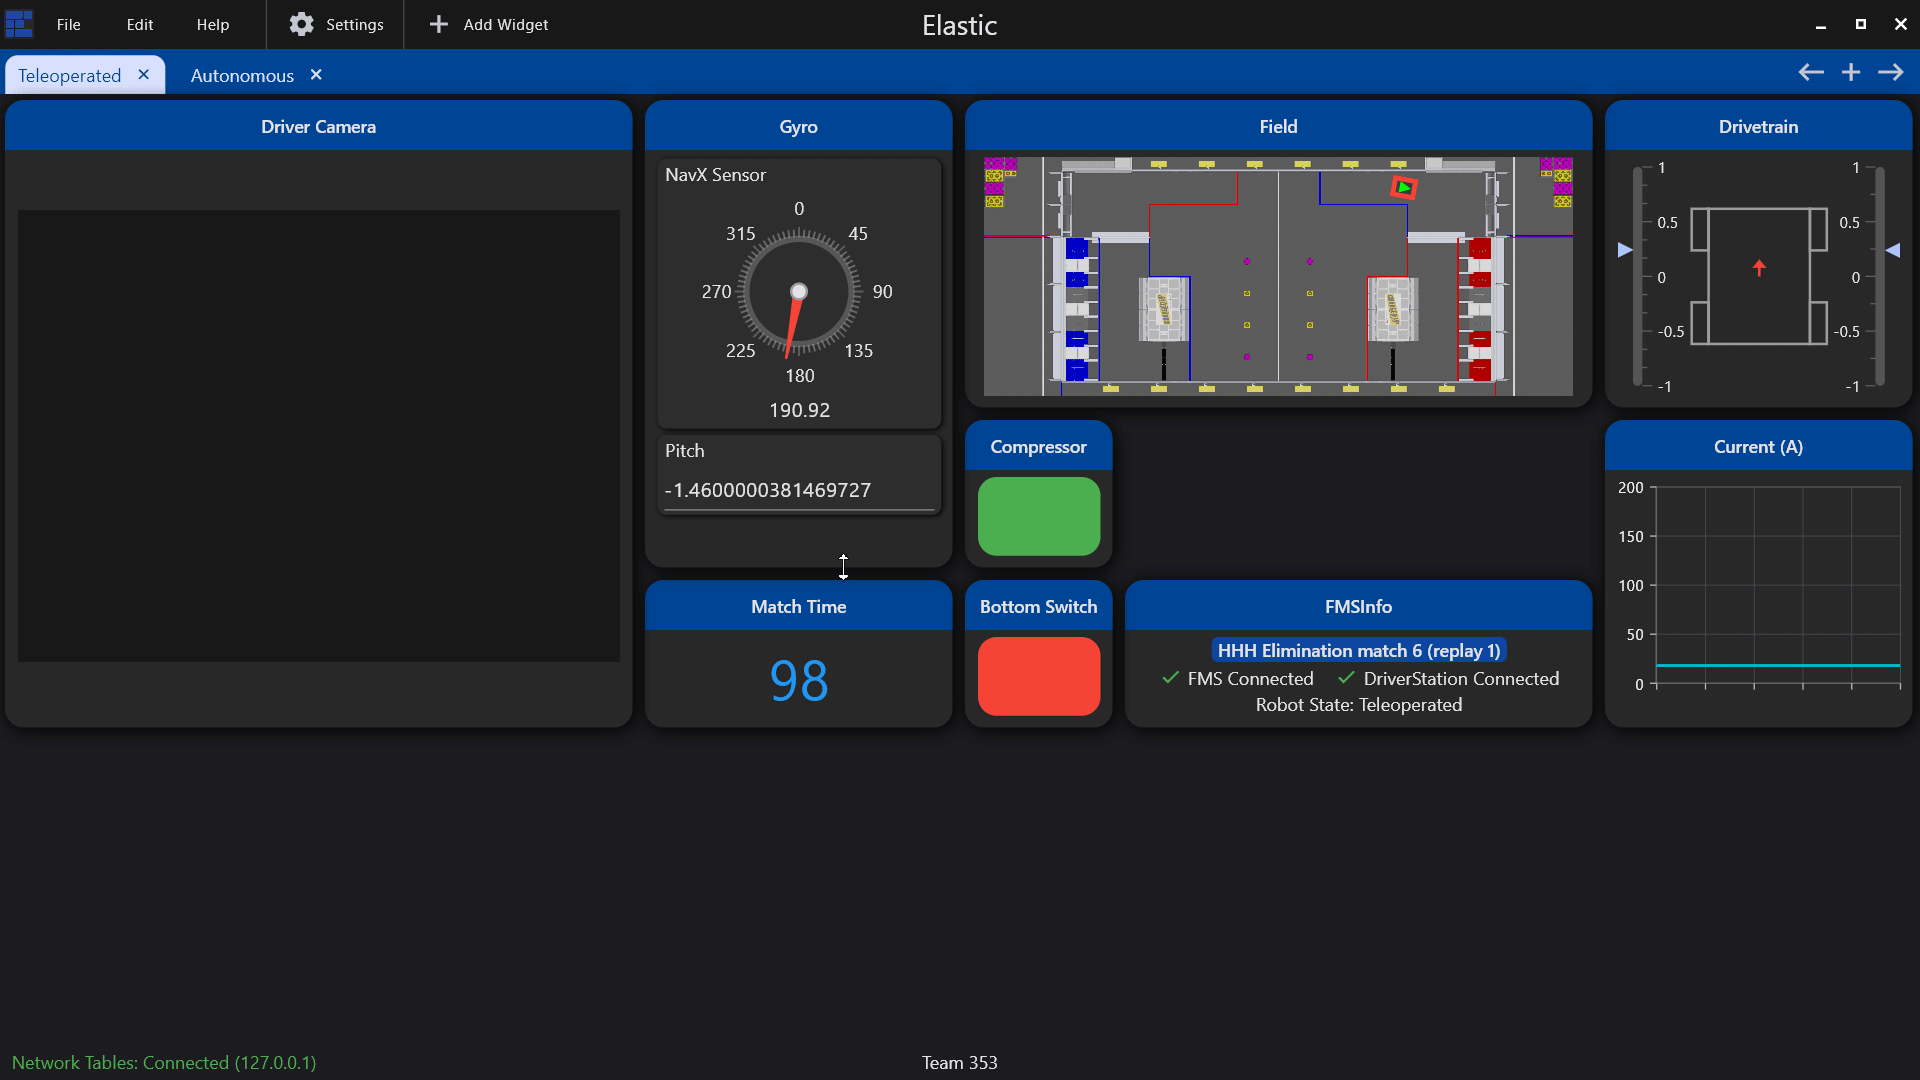 File Edit Help Settings Add Widget Elastic
Teleoperated Autonomous
Driver Camera
Gyro
NavX Sensor
0
315 45
270 90
225 135
180
190.92
Pitch
-1.4600000381469727
Match Time
98
Field
Compressor
Bottom Switch
FMSInfo
HHH Elimination match 6 (replay 1)
FMS Connected DriverStation Connected
Robot State: Teleoperated
Drivetrain
1 1
0.5 0.5
0 0
-0.5 -0.5
-1 -1
Current (A)
200
150
100
50
0
Network Tables: Connected (127.0.0.1) Team 353